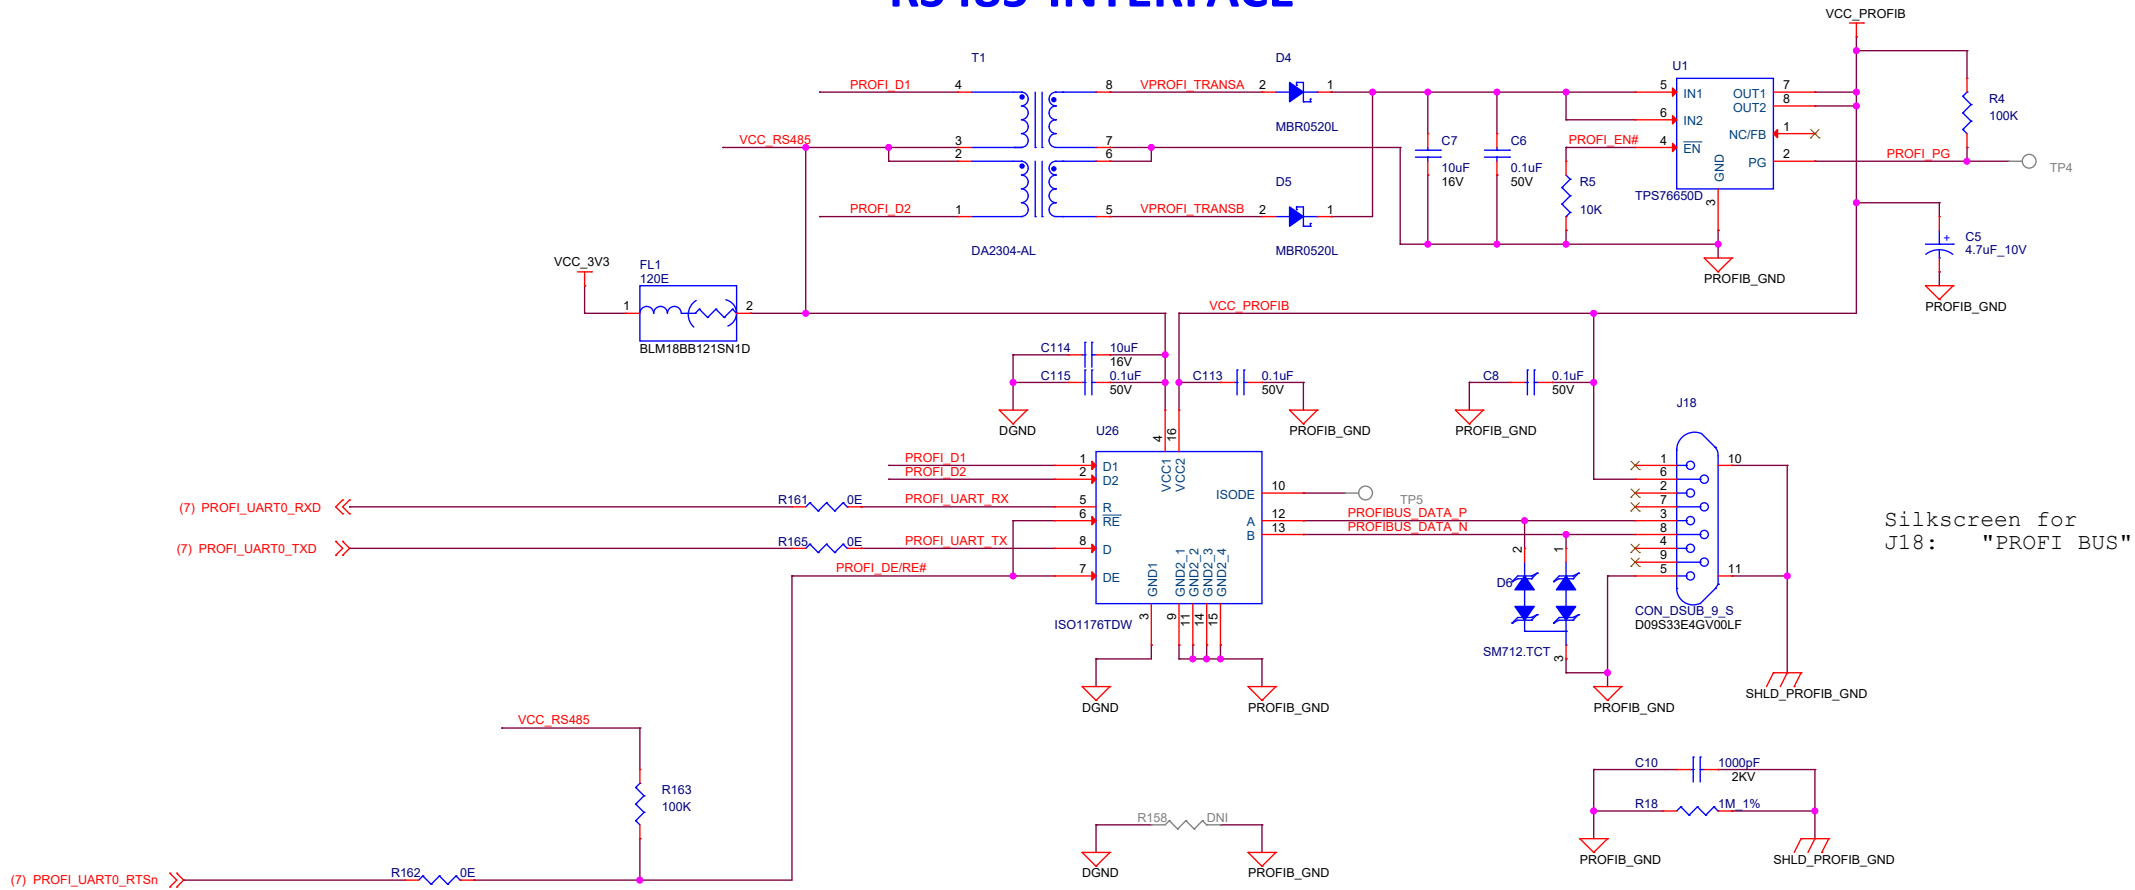 RS485 INTERFACE
VCC_PROFIB
T1
D4
U1
PROFI_D1
4
8
VPROFI_TRANSA
2
1
MBR0520L
5
IN1
OUT1
7
6
IN2
OUT2
8
NC/FB
1
PROFI_EN#
4
EN
GND
PG
2
PROFI_PG
TP4
R4
100K
VCC_RS485
3
2
7
6
C7
10uF
16V
C6
0.1uF
50V
R5
10K
TPS76650D
3
D5
PROFI_D2
1
5
VPROFI_TRANSB
2
1
DA2304-AL
MBR0520L
PROFIB_GND
C5
+
4.7uF_10V
PROFIB_GND
VCC_3V3
FL1
120E
1
2
BLM18BB121SN1D
VCC_PROFIB
C114
10uF
16V
C115
0.1uF
50V
C113
0.1uF
50V
C8
0.1uF
50V
DGND
PROFIB_GND
PROFIB_GND
J18
U26
4
16
PROFI_D1
1
D1
VCC1
VCC2
PROFI_D2
2
D2
ISODE
10
TP5
(7) PROFI_UART0_RXD
R161
0E
PROFI_UART_RX
5
R
6
RE
A
12
PROFIBUS_DATA_P
B
13
PROFIBUS_DATA_N
(7) PROFI_UART0_TXD
R165
0E
PROFI_UART_TX
8
D
PROFI_DE/RE#
7
DE
GND1
GND2_1
GND2_2
GND2_3
GND2_4
3
9
11
14
15
ISO1176TDW
1
6
2
7
3
8
4
9
5
10
11
Silkscreen for
J18: "PROFI BUS"
2
1
D6
3
SM712.TCT
CON_DSUB_9_S
D09S33E4GV00LF
DGND
PROFIB_GND
PROFIB_GND
SHLD_PROFIB_GND
VCC_RS485
R163
100K
C10
1000pF
2KV
R18
1M_1%
R158
DNI
DGND
PROFIB_GND
PROFIB_GND
SHLD_PROFIB_GND
(7) PROFI_UART0_RTSn
R162
0E